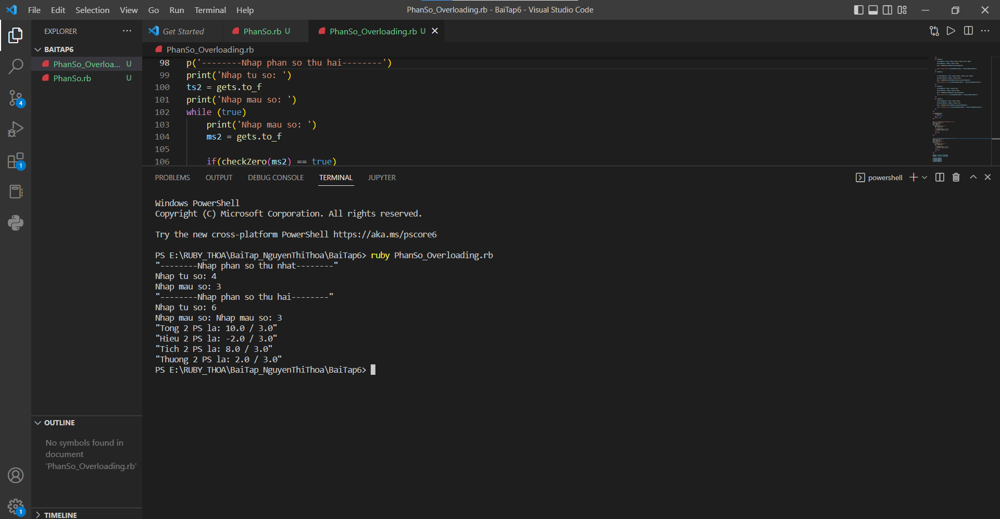 File Edit Selection View Go Run Terminal Help
PhanSo_Overloading.rb - BaiTap6 - Visual Studio Code
EXPLORER
Get Started
PhanSo.rb U
PhanSo_Overloading.rb U
BAITAP6
PhanSo_Overloa... U
PhanSo.rb U
4
1
PhanSo_Overloading.rb
98 p('--------Nhap phan so thu hai--------')
99 print('Nhap tu so: ')
100 ts2 = gets.to_f
101 print('Nhap mau so: ')
102 while (true)
103 print('Nhap mau so: ')
104 ms2 = gets.to_f
105
106 if(checkZero(ms2) == true)
PROBLEMS OUTPUT DEBUG CONSOLE TERMINAL JUPYTER
powershell
Windows PowerShell
Copyright (C) Microsoft Corporation. All rights reserved.
Try the new cross-platform PowerShell https://aka.ms/pscore6
PS E:\RUBY_THOA\BaiTap_NguyenThiThoa\BaiTap6> ruby PhanSo_Overloading.rb
"--------Nhap phan so thu nhat--------"
Nhap tu so: 4
Nhap mau so: 3
"--------Nhap phan so thu hai--------"
Nhap tu so: 6
Nhap mau so: Nhap mau so: 3
"Tong 2 PS la: 10.0 / 3.0"
"Hieu 2 PS la: -2.0 / 3.0"
"Tich 2 PS la: 8.0 / 3.0"
"Thuong 2 PS la: 2.0 / 3.0"
PS E:\RUBY_THOA\BaiTap_NguyenThiThoa\BaiTap6>
OUTLINE
No symbols found in
document
'PhanSo_Overloading.rb'
1
TIMELINE